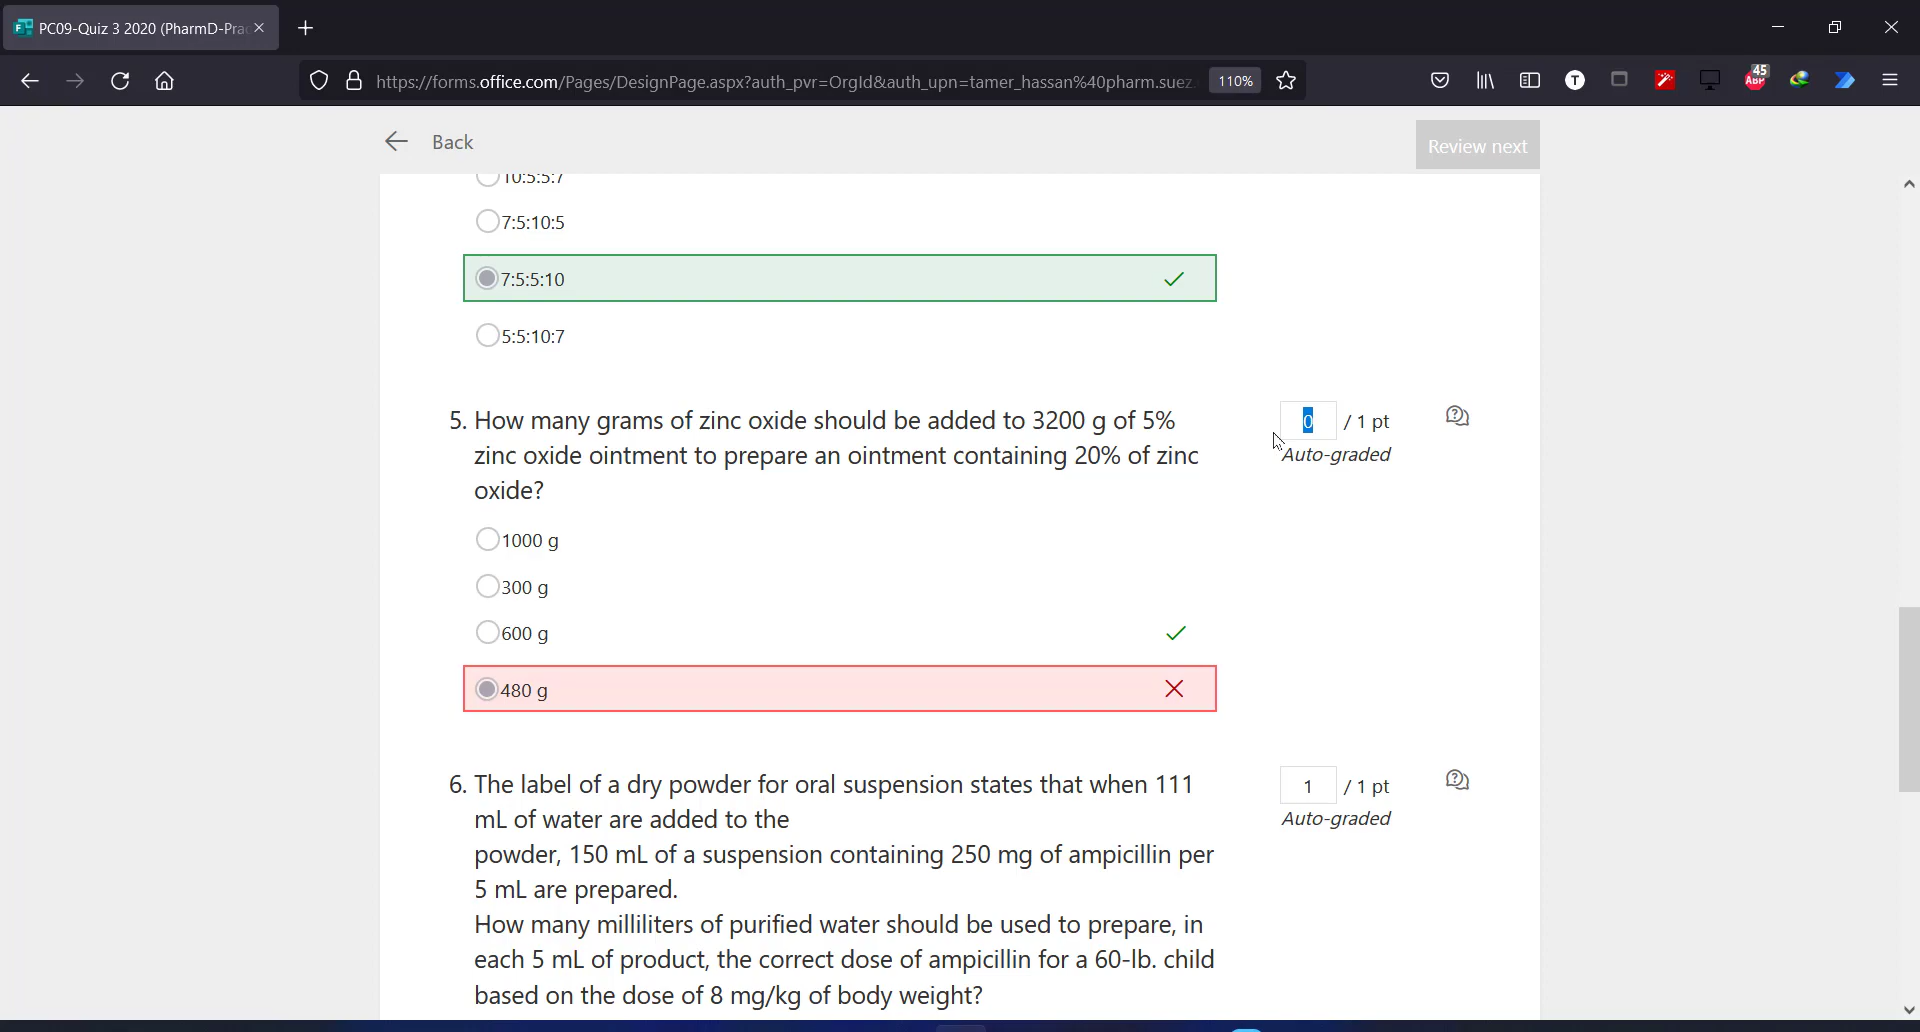 PC09-Quiz 3 2020 (PharmD-Prac
https://forms.office.com/Pages/DesignPage.aspx?auth_pvr=OrgId&auth_upn=tamer_hassan%40pharm.suez.
110%
T
45
ABP
Back
Review next
10:5:5:7
7:5:10:5
7:5:5:10
5:5:10:7
5. How many grams of zinc oxide should be added to 3200 g of 5%
zinc oxide ointment to prepare an ointment containing 20% of zinc
oxide?
0 / 1 pt
Auto-graded
1000 g
300 g
600 g
480 g
6. The label of a dry powder for oral suspension states that when 111
mL of water are added to the
powder, 150 mL of a suspension containing 250 mg of ampicillin per
5 mL are prepared.
How many milliliters of purified water should be used to prepare, in
each 5 mL of product, the correct dose of ampicillin for a 60-lb. child
based on the dose of 8 mg/kg of body weight?
1 / 1 pt
Auto-graded